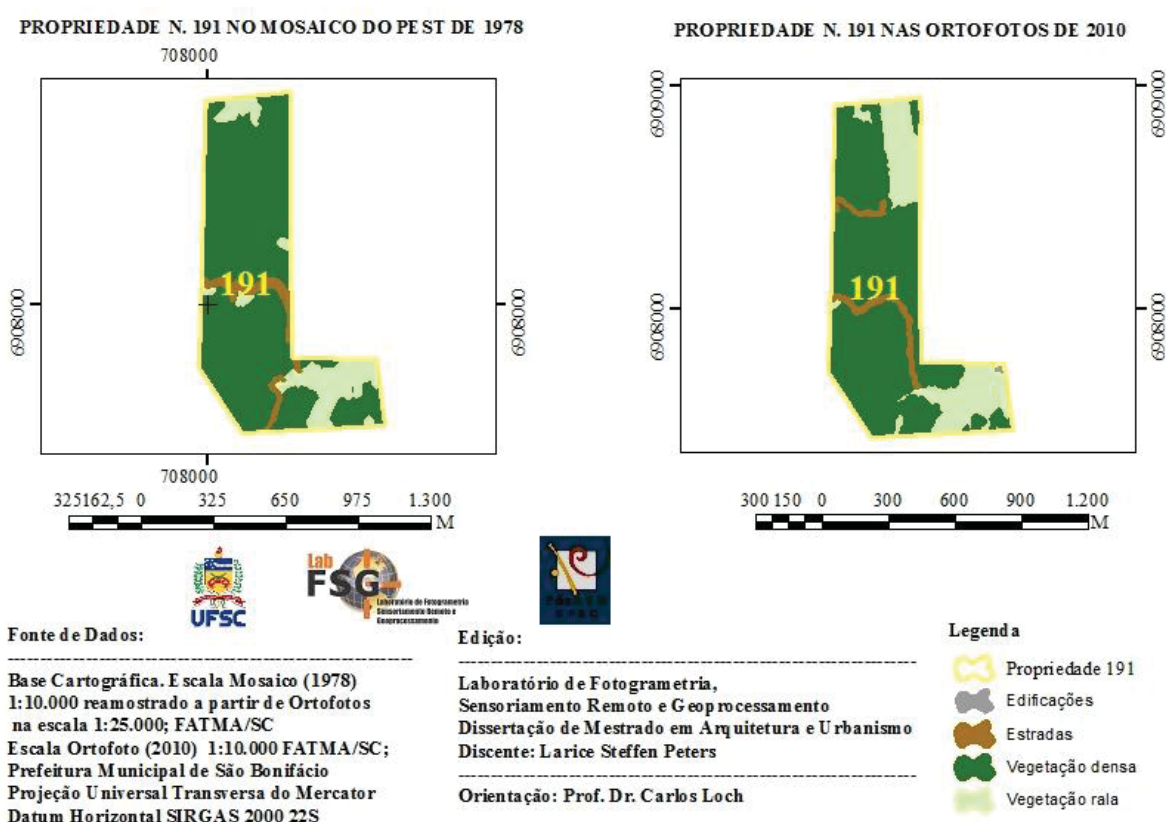 PROPRIEDADE N. 191 NO MOSAICO DO PEST DE 1978
708000
6908000
191
6908000
708000
325162,5 0 325 650 975 1.300
M
PROPRIEDADE N. 191 NAS ORTOFOTOS DE 2010
6909000
6909000
6908000
191
6908000
300 150 0 300 600 900 1.200
M
UFSC
Lab
FSG
Laboratório de Fotogrametria
Sensoriamento Remoto e
Geoprocessamento
Fonte de Dados:
Base Cartográfica. Escala Mosaico (1978)
1:10.000 reamostrado a partir de Ortofotos
na escala 1:25.000; FATMA/SC
Escala Ortofoto (2010) 1:10.000 FATMA/SC;
Prefeitura Municipal de São Bonifácio
Projeção Universal Transversa do Mercator
Datum Horizontal SIRGAS 2000 22S
Edição:
Laboratório de Fotogrametria,
Sensoriamento Remoto e Geoprocessamento
Dissertação de Mestrado em Arquitetura e Urbanismo
Discente: Larice Steffen Peters
Orientação: Prof. Dr. Carlos Loch
Legenda
Propriedade 191
Edificações
Estradas
Vegetação densa
Vegetação rala